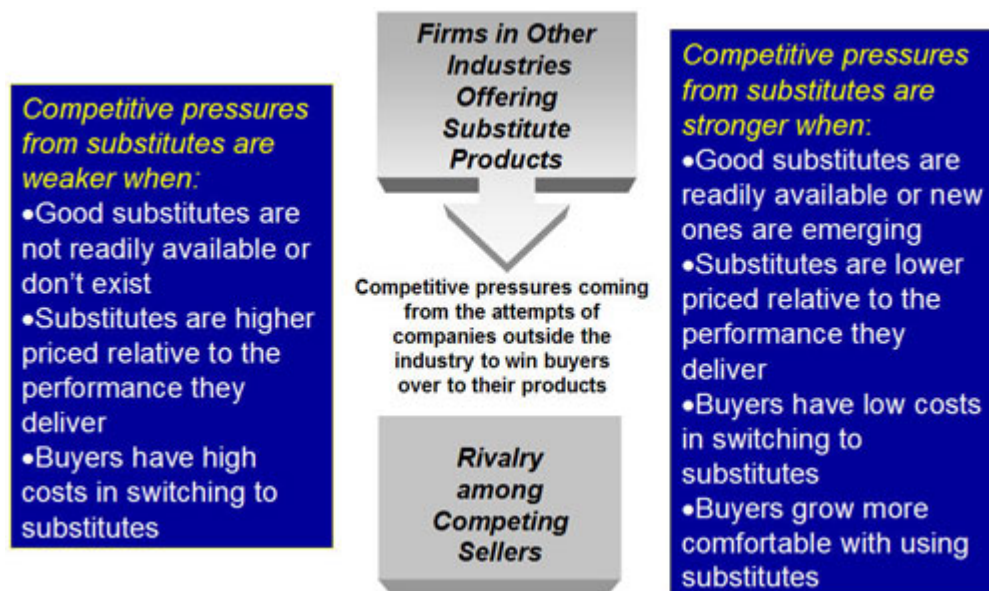 Competitive pressures
from substitutes are
weaker when:
•Good substitutes are
not readily available or
don't exist
•Substitutes are higher
priced relative to the
performance they
deliver
•Buyers have high
costs in switching to
substitutes
Firms in Other
Industries
Offering
Substitute
Products
Competitive pressures coming
from the attempts of
companies outside the
industry to win buyers
over to their products
Rivalry
among
Competing
Sellers
Competitive pressures
from substitutes are
stronger when:
•Good substitutes are
readily available or new
ones are emerging
•Substitutes are lower
priced relative to the
performance they
deliver
•Buyers have low costs
in switching to
substitutes
•Buyers grow more
comfortable with using
substitutes